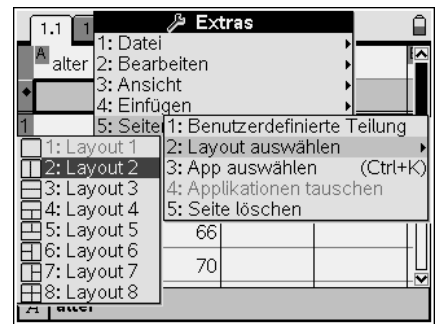 1.1
Extras
A
alter
1: Datei
2: Bearbeiten
3: Ansicht
4: Einfügen
1
5: Seite
1: Benutzerdefinierte Teilung
2: Layout auswählen
3: App auswählen (Ctrl+K)
4: Applikationen tauschen
5: Seite löschen
1: Layout 1
2: Layout 2
3: Layout 3
4: Layout 4
5: Layout 5
6: Layout 6
7: Layout 7
8: Layout 8
66
70
A alter